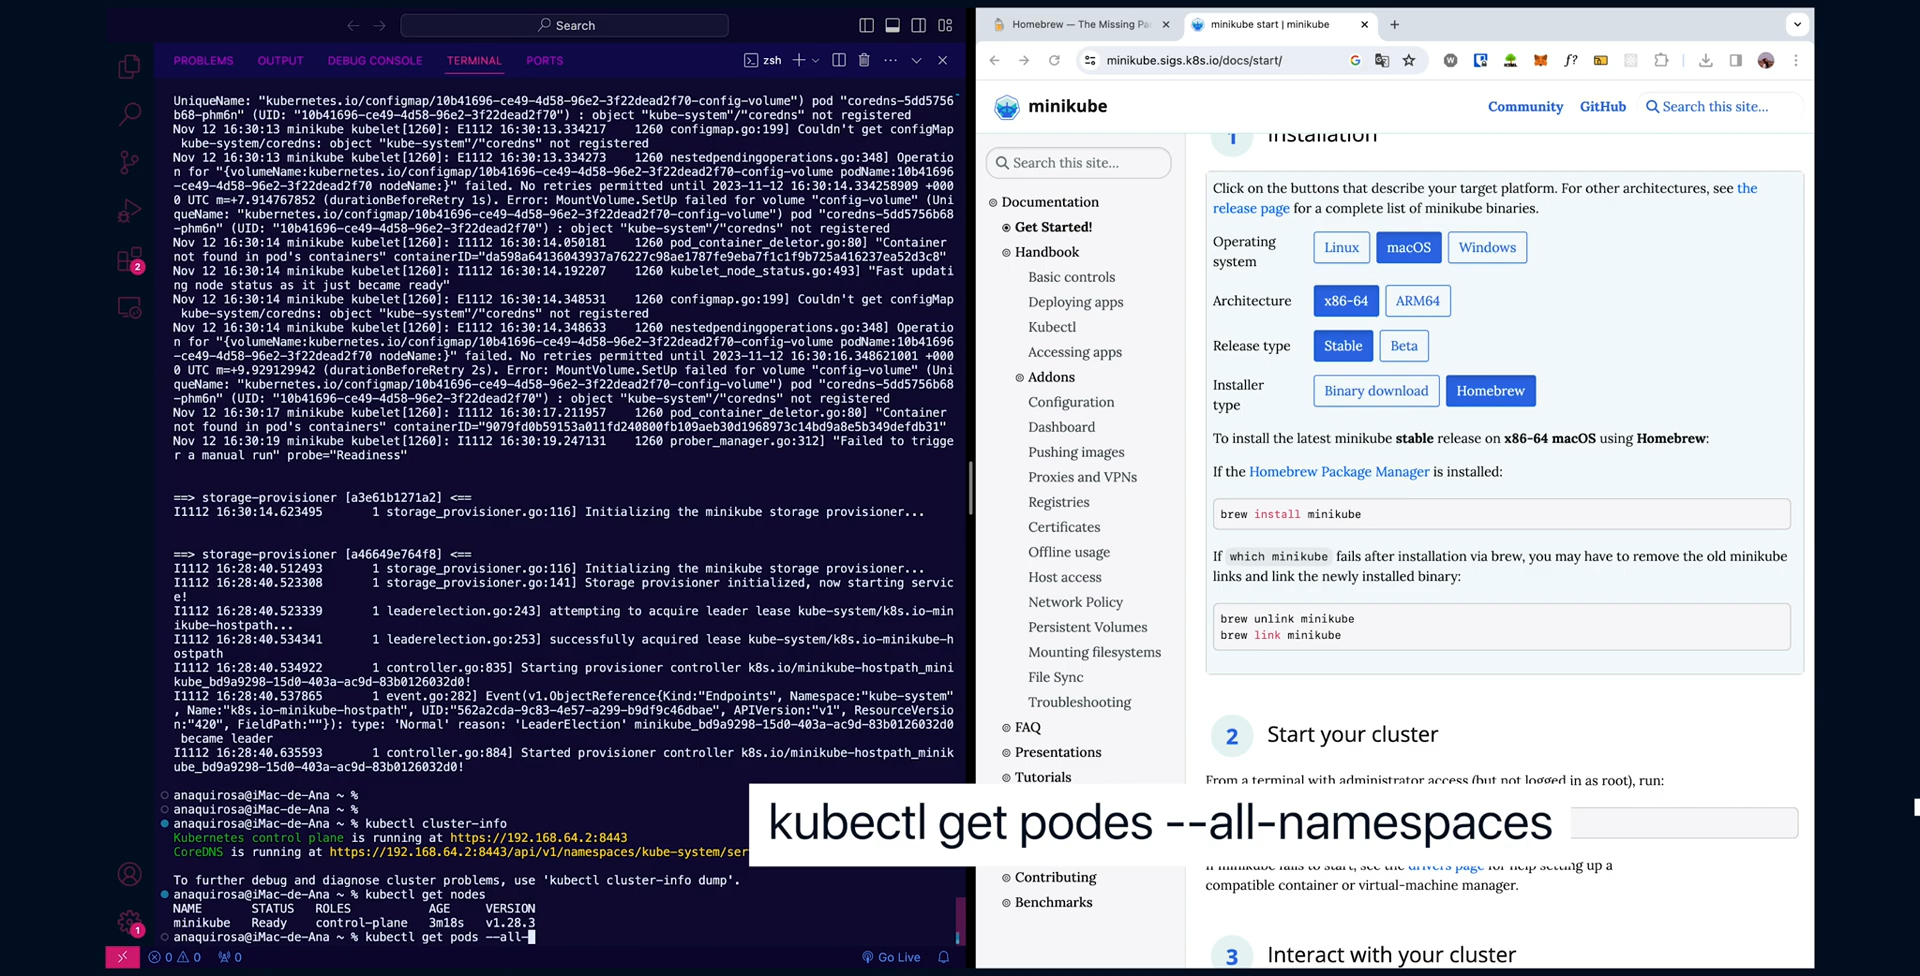 Search
PROBLEMS OUTPUT DEBUG CONSOLE TERMINAL PORTS zsh
UniqueName: "kubernetes.io/configmap/10b41696-ce49-4d58-96e2-3f22dead2f70-config-volume") pod "coredns-5dd5756
b68-phm6n" (UID: "10b41696-ce49-4d58-96e2-3f22dead2f70") : object "kube-system"/"coredns" not registered
Nov 12 16:30:13 minikube kubelet[1260]: E1112 16:30:13.334217 1260 configmap.go:199] Couldn't get configMap
kube-system/coredns: object "kube-system"/"coredns" not registered
Nov 12 16:30:13 minikube kubelet[1260]: E1112 16:30:13.334273 1260 nestedpendingoperations.go:348] Operatio
n for "{volumeName:kubernetes.io/configmap/10b41696-ce49-4d58-96e2-3f22dead2f70-config-volume podName:10b41696
-ce49-4d58-96e2-3f22dead2f70 nodeName:}" failed. No retries permitted until 2023-11-12 16:30:14.334258909 +000
0 UTC m=+7.914767852 (durationBeforeRetry 1s). Error: MountVolume.SetUp failed for volume "config-volume" (Uni
queName: "kubernetes.io/configmap/10b41696-ce49-4d58-96e2-3f22dead2f70-config-volume") pod "coredns-5dd5756b68
-phm6n" (UID: "10b41696-ce49-4d58-96e2-3f22dead2f70") : object "kube-system"/"coredns" not registered
Nov 12 16:30:14 minikube kubelet[1260]: I1112 16:30:14.050181 1260 pod_container_deletor.go:80] "Container
not found in pod's containers" containerID="da598a64136043937a76227c98ae1787fe9eba7f1c1f9b725a416237ea52d3c8"
Nov 12 16:30:14 minikube kubelet[1260]: I1112 16:30:14.192207 1260 kubelet_node_status.go:493] "Fast updati
ng node status as it just became ready"
Nov 12 16:30:14 minikube kubelet[1260]: E1112 16:30:14.348531 1260 configmap.go:199] Couldn't get configMap
kube-system/coredns: object "kube-system"/"coredns" not registered
Nov 12 16:30:14 minikube kubelet[1260]: E1112 16:30:14.348633 1260 nestedpendingoperations.go:348] Operatio
n for "{volumeName:kubernetes.io/configmap/10b41696-ce49-4d58-96e2-3f22dead2f70-config-volume podName:10b41696
-ce49-4d58-96e2-3f22dead2f70 nodeName:}" failed. No retries permitted until 2023-11-12 16:30:16.348621001 +000
0 UTC m=+9.929129942 (durationBeforeRetry 2s). Error: MountVolume.SetUp failed for volume "config-volume" (Uni
queName: "kubernetes.io/configmap/10b41696-ce49-4d58-96e2-3f22dead2f70-config-volume") pod "coredns-5dd5756b68
-phm6n" (UID: "10b41696-ce49-4d58-96e2-3f22dead2f70") : object "kube-system"/"coredns" not registered
Nov 12 16:30:17 minikube kubelet[1260]: I1112 16:30:17.211957 1260 pod_container_deletor.go:80] "Container
not found in pod's containers" containerID="9079fd0b59153a011fd240800fb109aeb30d1968973c14bd9a8e5b349defdb31"
Nov 12 16:30:19 minikube kubelet[1260]: I1112 16:30:19.247131 1260 prober_manager.go:312] "Failed to trigge
r a manual run" probe="Readiness"
==> storage-provisioner [a3e61b1271a2] <==
I1112 16:30:14.623495 1 storage_provisioner.go:116] Initializing the minikube storage provisioner...
==> storage-provisioner [a46649e764f8] <==
I1112 16:28:40.512493 1 storage_provisioner.go:116] Initializing the minikube storage provisioner...
I1112 16:28:40.523308 1 storage_provisioner.go:141] Storage provisioner initialized, now starting servic
e!
I1112 16:28:40.523339 1 leaderelection.go:243] attempting to acquire leader lease kube-system/k8s.io-min
ikube-hostpath...
I1112 16:28:40.534341 1 leaderelection.go:253] successfully acquired lease kube-system/k8s.io-minikube-h
ostpath
I1112 16:28:40.534922 1 controller.go:835] Starting provisioner controller k8s.io/minikube-hostpath_mini
kube_bd9a9298-15d0-403a-ac9d-83b0126032d0!
I1112 16:28:40.537865 1 event.go:282] Event(v1.ObjectReference{Kind:"Endpoints", Namespace:"kube-system"
, Name:"k8s.io-minikube-hostpath", UID:"562a2cda-9c83-4e57-a299-b9df9c46dbae", APIVersion:"v1", ResourceVersio
n:"420", FieldPath:""}): type: 'Normal' reason: 'LeaderElection' minikube_bd9a9298-15d0-403a-ac9d-83b0126032d0
became leader
I1112 16:28:40.635593 1 controller.go:884] Started provisioner controller k8s.io/minikube-hostpath_minik
ube_bd9a9298-15d0-403a-ac9d-83b0126032d0!
anaquirosa@iMac-de-Ana ~ %
anaquirosa@iMac-de-Ana ~ %
anaquirosa@iMac-de-Ana ~ % kubectl cluster-info
Kubernetes control plane is running at https://192.168.64.2:8443
CoreDNS is running at https://192.168.64.2:8443/api/v1/namespaces/kube-system/ser
To further debug and diagnose cluster problems, use 'kubectl cluster-info dump'.
anaquirosa@iMac-de-Ana ~ % kubectl get nodes
NAME STATUS ROLES AGE VERSION
minikube Ready control-plane 3m18s v1.28.3
anaquirosa@iMac-de-Ana ~ % kubectl get pods --all-
2
1
0 0 0 Go Live
Homebrew — The Missing Pa
minikube start | minikube
minikube.sigs.k8s.io/docs/start/
minikube Community GitHub Search this site...
Search this site...
Documentation
Get Started!
Handbook
Basic controls
Deploying apps
Kubectl
Accessing apps
Addons
Configuration
Dashboard
Pushing images
Proxies and VPNs
Registries
Certificates
Offline usage
Host access
Network Policy
Persistent Volumes
Mounting filesystems
File Sync
Troubleshooting
FAQ
Presentations
Tutorials
Contributing
Benchmarks
1 Installation
Click on the buttons that describe your target platform. For other architectures, see the
release page for a complete list of minikube binaries.
Operating system Linux macOS Windows
Architecture x86-64 ARM64
Release type Stable Beta
Installer type Binary download Homebrew
To install the latest minikube stable release on x86-64 macOS using Homebrew:
If the Homebrew Package Manager is installed:
brew install minikube
If which minikube fails after installation via brew, you may have to remove the old minikube
links and link the newly installed binary:
brew unlink minikube
brew link minikube
2 Start your cluster
From a terminal with administrator access (but not logged in as root), run:
kubectl get podes --all-namespaces
If minikube fails to start, see the drivers page for help setting up a
compatible container or virtual-machine manager.
3 Interact with your cluster